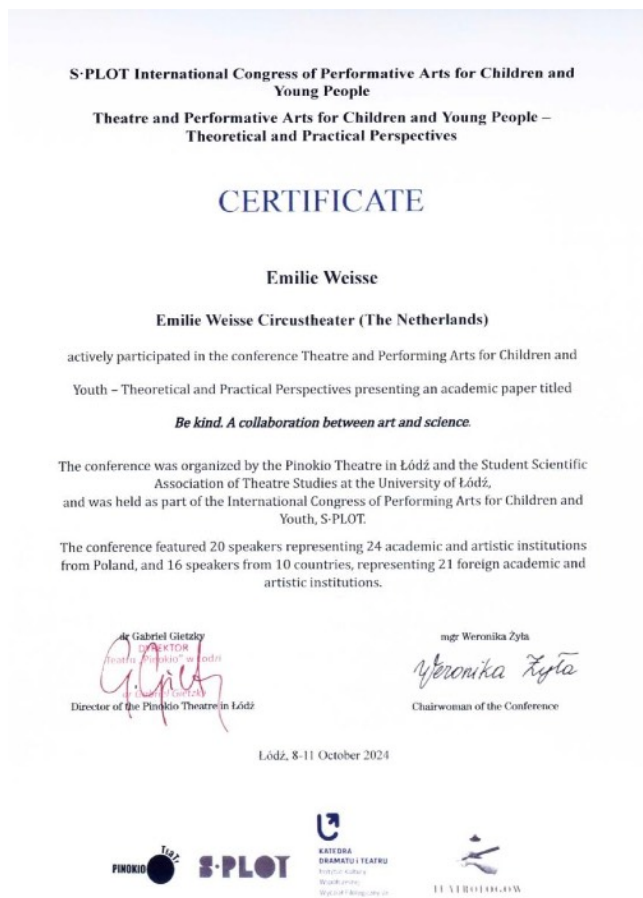 S·PLOT International Congress of Performative Arts for Children and
Young People
Theatre and Performative Arts for Children and Young People –
Theoretical and Practical Perspectives
CERTIFICATE
Emilie Weisse
Emilie Weisse Circustheater (The Netherlands)
actively participated in the conference Theatre and Performing Arts for Children and
Youth – Theoretical and Practical Perspectives presenting an academic paper titled
Be kind. A collaboration between art and science.
The conference was organized by the Pinokio Theatre in Łódź and the Student Scientific
Association of Theatre Studies at the University of Łódź,
and was held as part of the International Congress of Performing Arts for Children and
Youth, S-PLOT.
The conference featured 20 speakers representing 24 academic and artistic institutions
from Poland, and 16 speakers from 10 countries, representing 21 foreign academic and
artistic institutions.
dr Gabriel Gietzky
DYREKTOR
Teatru „Pinokio” w Łodzi
dr Gabriel Gietzky
Director of the Pinokio Theatre in Łódź
mgr Weronika Żyła
Weronika Żyła
Chairwoman of the Conference
Łódź, 8-11 October 2024
PINOKIO TEATR
S·PLOT
KATEDRA
DRAMATU i TEATRU
Instytut Kultury
Współczesnej
TEATROLOGÓW